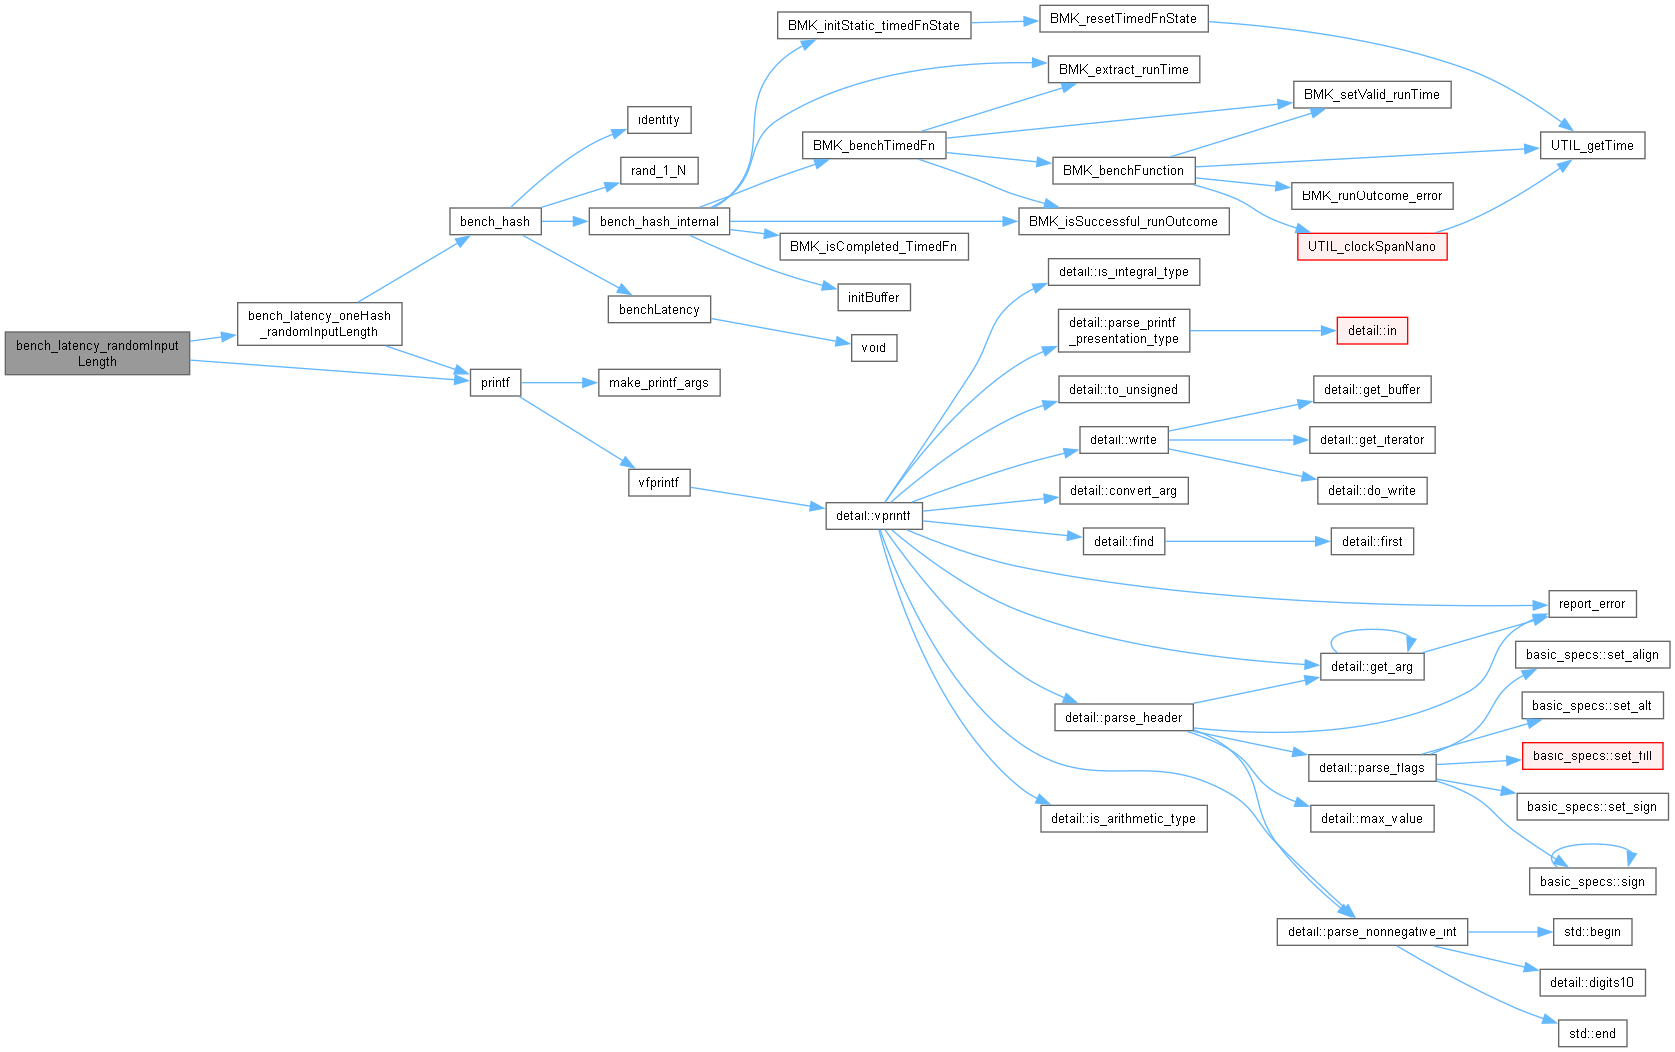 bench_latency_randomInput
Length
bench_latency_oneHash
_randomInputLength
printf
bench_hash
identity
rand_1_N
bench_hash_internal
benchLatency
make_printf_args
vfprintf
BMK_initStatic_timedFnState
BMK_benchTimedFn
BMK_isCompleted_TimedFn
initBuffer
void
detail::vprintf
BMK_resetTimedFnState
BMK_extract_runTime
BMK_benchFunction
BMK_isSuccessful_runOutcome
detail::is_integral_type
detail::parse_printf
_presentation_type
detail::to_unsigned
detail::write
detail::convert_arg
detail::find
detail::parse_header
detail::is_arithmetic_type
BMK_setValid_runTime
BMK_runOutcome_error
UTIL_clockSpanNano
detail::in
detail::get_buffer
detail::get_iterator
detail::do_write
detail::first
detail::get_arg
detail::parse_flags
detail::max_value
detail::parse_nonnegative_int
UTIL_getTime
report_error
basic_specs::set_align
basic_specs::set_alt
basic_specs::set_fill
basic_specs::set_sign
basic_specs::sign
std::begin
detail::digits10
std::end